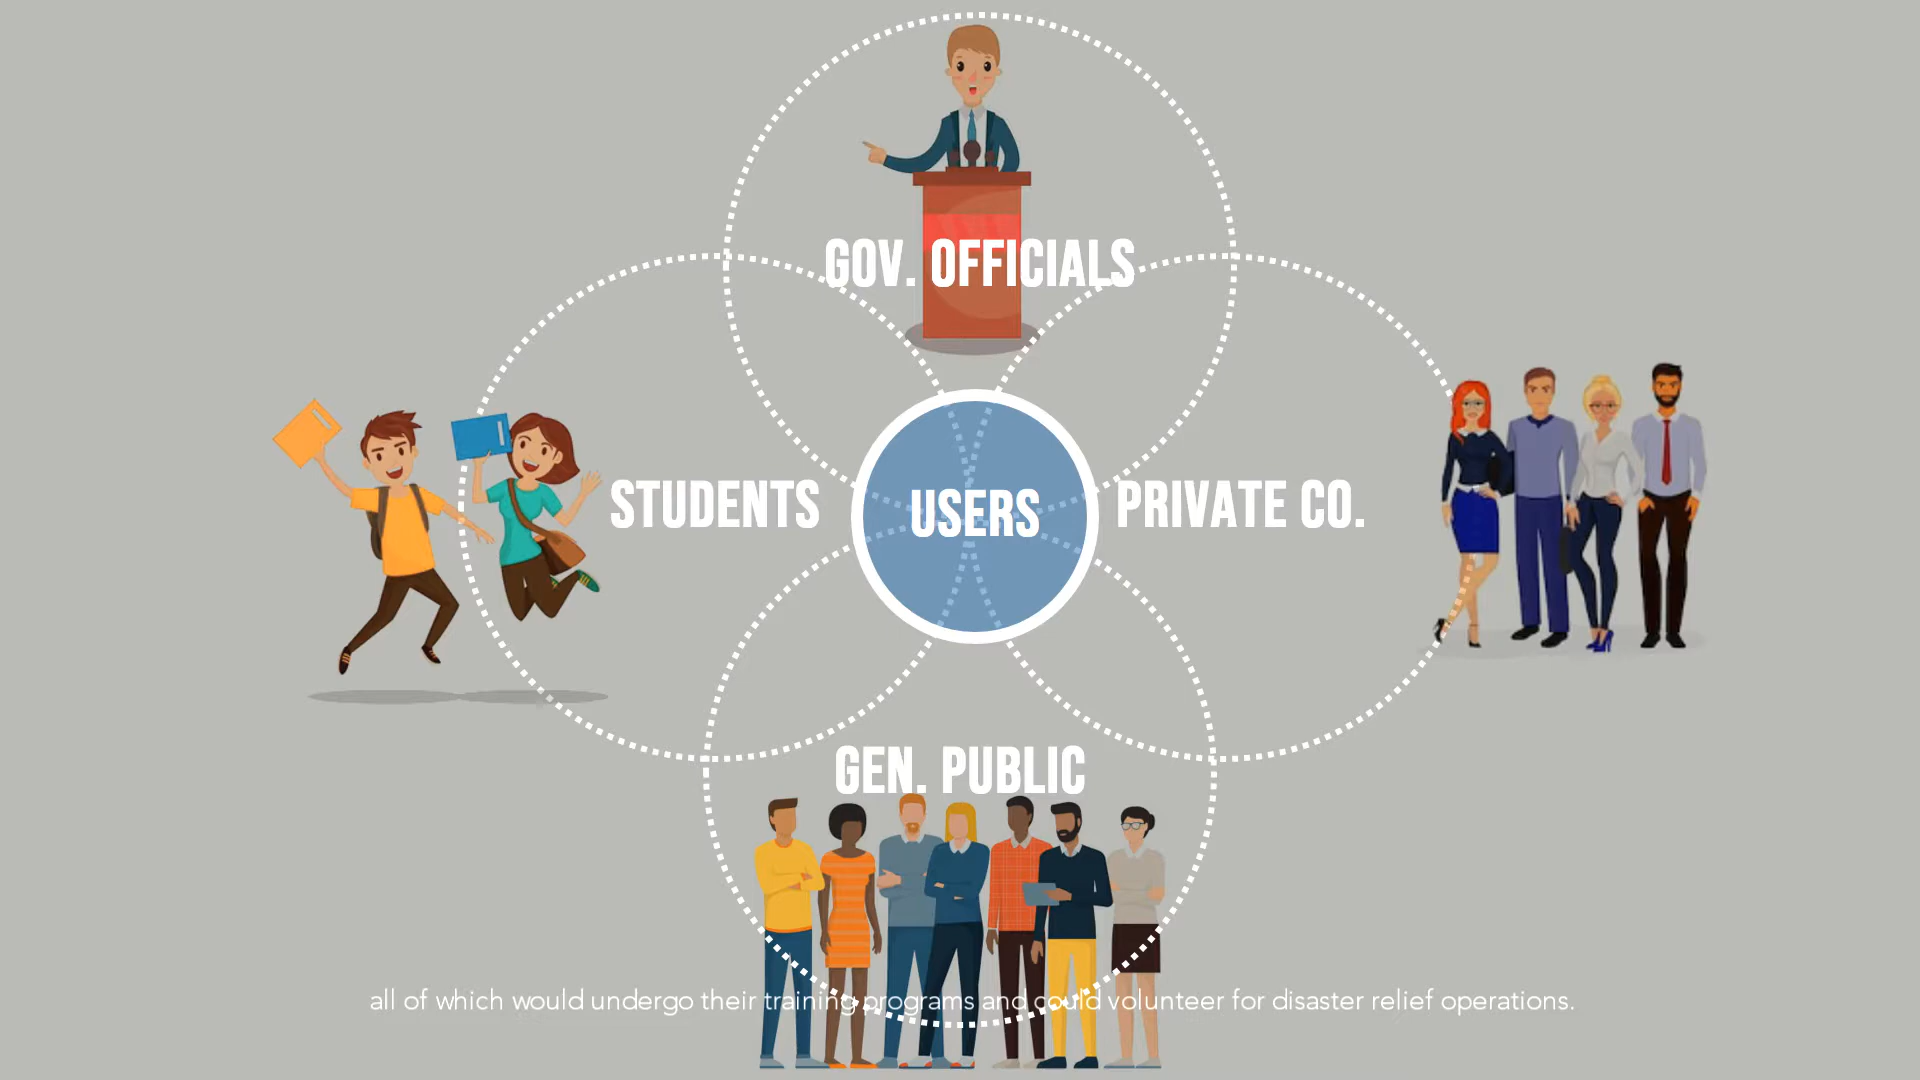 GOV. OFFICIALS
STUDENTS
USERS
PRIVATE CO.
GEN. PUBLIC
all of which would undergo their training programs and could volunteer for disaster relief operations.